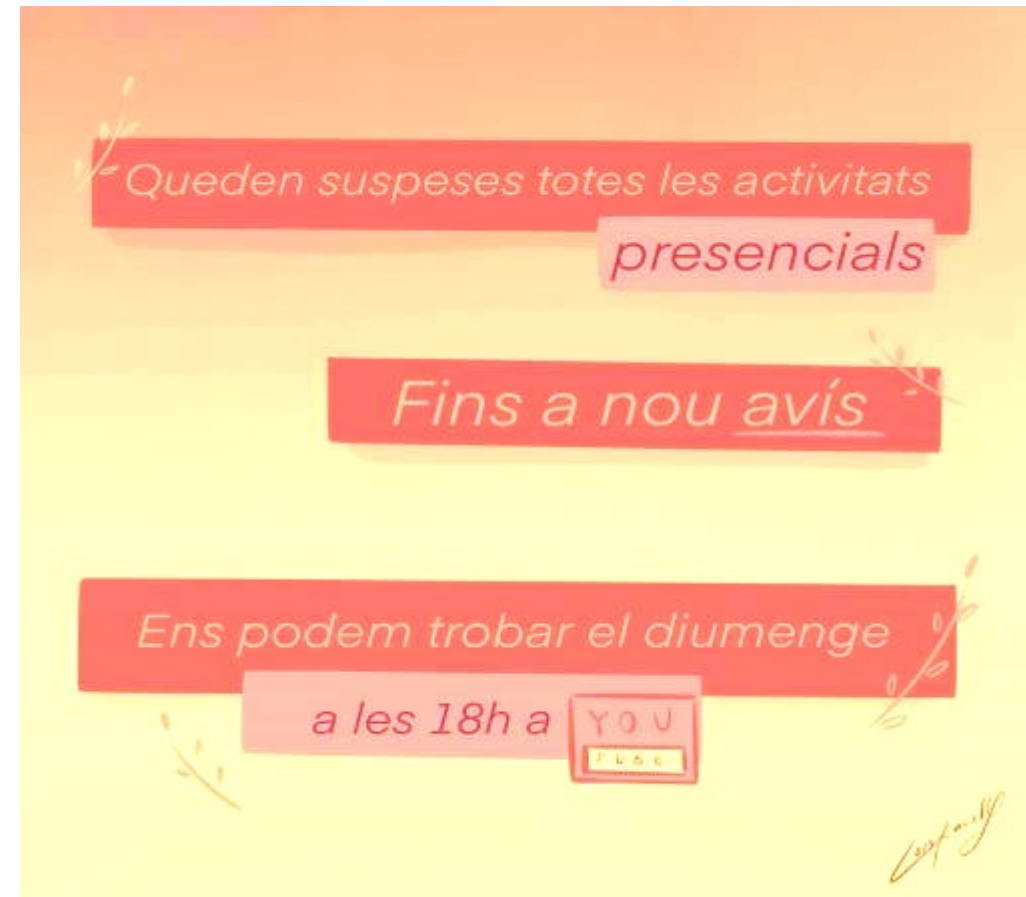 Queden suspeses totes les activitats
presencials
Fins a nou avís
Ens podem trobar el diumenge
a les 18h a
YOU